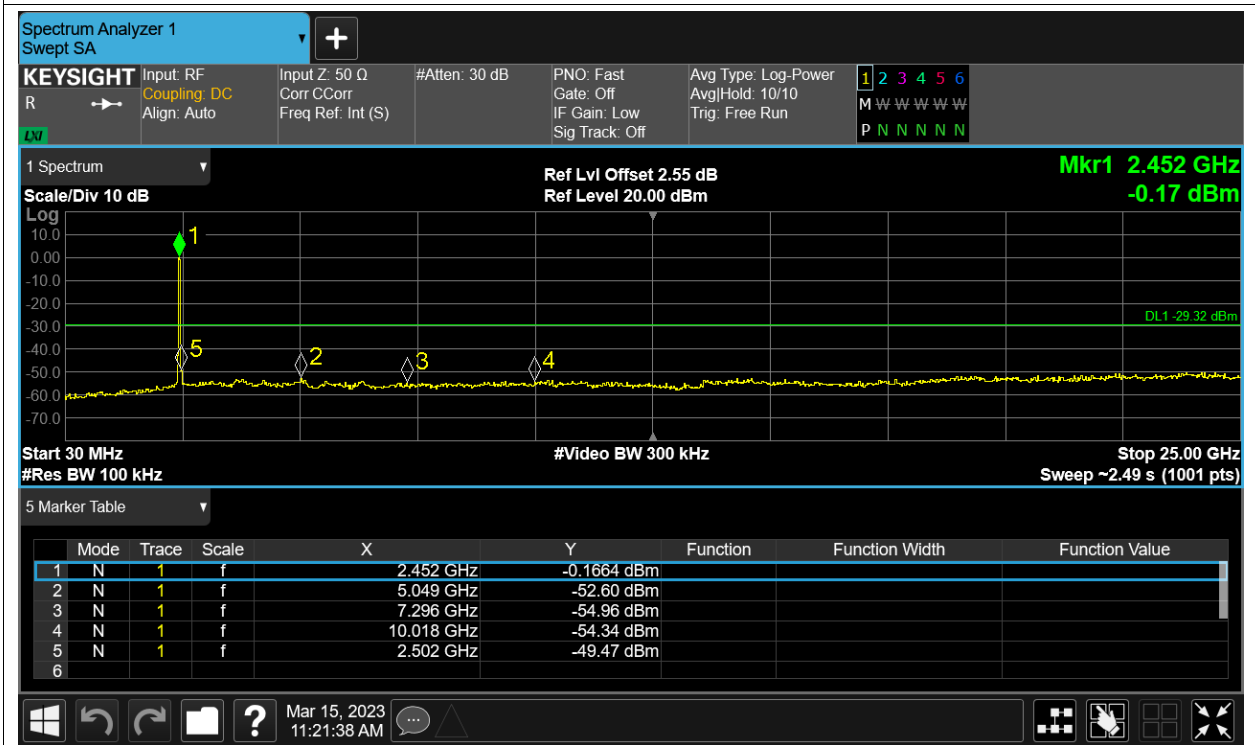 Spectrum Analyzer 1
Swept SA
+
KEYSIGHT Input: RF Input Z: 50 Ω #Atten: 30 dB PNO: Fast Avg Type: Log-Power 1 2 3 4 5 6
R Coupling: DC Corr CCorr Gate: Off Avg|Hold: 10/10 M W W W W W
Align: Auto Freq Ref: Int (S) IF Gain: Low Trig: Free Run
LXI Sig Track: Off P N N N N N
1 Spectrum Ref Lvl Offset 2.55 dB Mkr1 2.452 GHz
Scale/Div 10 dB Ref Level 20.00 dBm -0.17 dBm
Log
10.0 1
0.00
-10.0
-20.0
DL1 -29.32 dBm
-30.0
-40.0 5 2 3 4
-50.0
-60.0
-70.0
Start 30 MHz #Video BW 300 kHz Stop 25.00 GHz
#Res BW 100 kHz Sweep ~2.49 s (1001 pts)
5 Marker Table
Mode Trace Scale X Y Function Function Width Function Value
1 N 1 f 2.452 GHz -0.1664 dBm
2 N 1 f 5.049 GHz -52.60 dBm
3 N 1 f 7.296 GHz -54.96 dBm
4 N 1 f 10.018 GHz -54.34 dBm
5 N 1 f 2.502 GHz -49.47 dBm
6
? Mar 15, 2023
11:21:38 AM